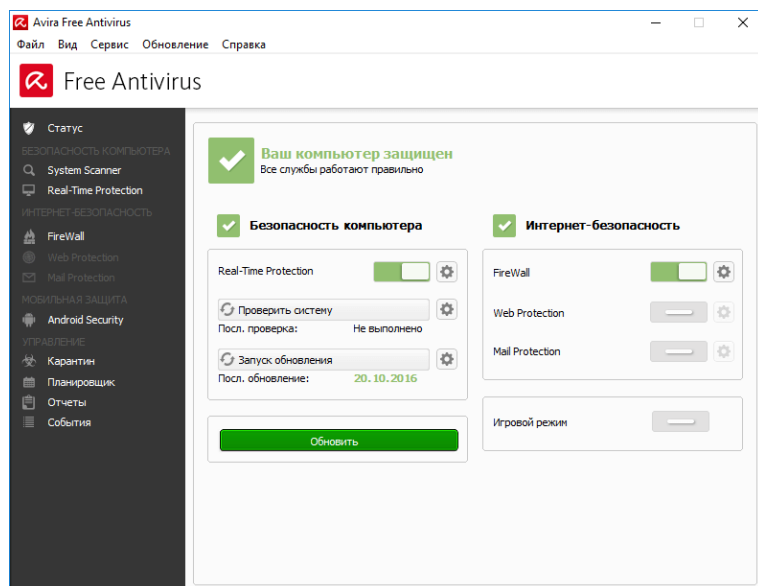 Avira Free Antivirus
Файл Вид Сервис Обновление Справка
Free Antivirus
Статус
БЕЗОПАСНОСТЬ КОМПЬЮТЕРА
System Scanner
Real-Time Protection
ИНТЕРНЕТ-БЕЗОПАСНОСТЬ
FireWall
Web Protection
Mail Protection
МОБИЛЬНАЯ ЗАЩИТА
Android Security
УПРАВЛЕНИЕ
Карантин
Планировщик
Отчеты
События
Ваш компьютер защищен
Все службы работают правильно
Безопасность компьютера
Real-Time Protection
Проверить систему
Посл. проверка: Не выполнено
Запуск обновления
Посл. обновление: 20.10.2016
Обновить
Интернет-безопасность
FireWall
Web Protection
Mail Protection
Игровой режим